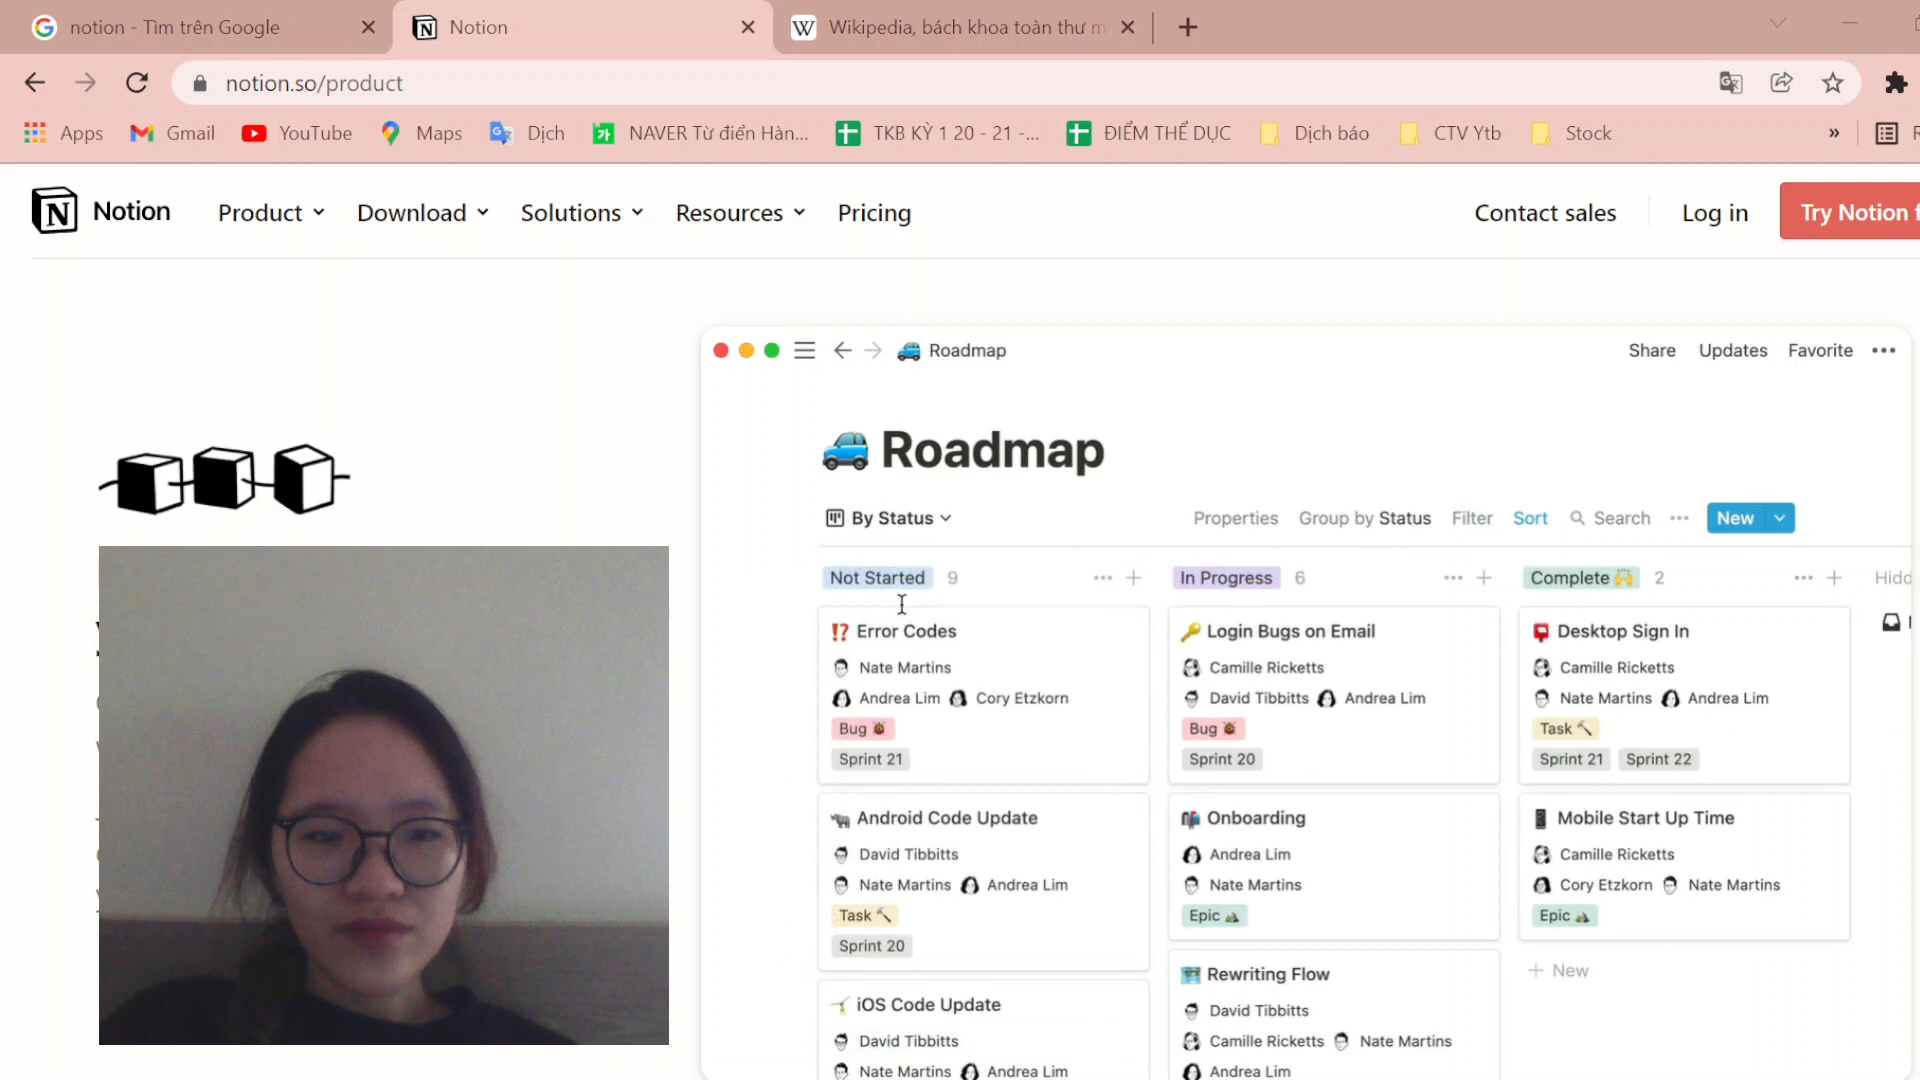 notion - Tìm trên Google
Notion
Wikipedia, bách khoa toàn thư m
notion.so/product
Apps
Gmail
YouTube
Maps
Dịch
NAVER Từ điển Hàn...
TKB KỲ 1 20 - 21 -...
ĐIỂM THỂ DỤC
Dịch báo
CTV Ytb
Stock
»
Notion
Product
Download
Solutions
Resources
Pricing
Contact sales
Log in
Try Notion f
Roadmap
Share
Updates
Favorite
Roadmap
By Status
Properties
Group by Status
Filter
Sort
Search
New
Not Started 9
Error Codes
Nate Martins
Andrea Lim Cory Etzkorn
Bug
Sprint 21
Android Code Update
David Tibbitts
Nate Martins Andrea Lim
Task
Sprint 20
iOS Code Update
David Tibbitts
Nate Martins Andrea Lim
In Progress 6
Login Bugs on Email
Camille Ricketts
David Tibbitts Andrea Lim
Bug
Sprint 20
Onboarding
Andrea Lim
Nate Martins
Epic
Rewriting Flow
David Tibbitts
Camille Ricketts Nate Martins
Andrea Lim
Complete 🙌 2
Desktop Sign In
Camille Ricketts
Nate Martins Andrea Lim
Task
Sprint 21 Sprint 22
Mobile Start Up Time
Camille Ricketts
Cory Etzkorn Nate Martins
Epic
+ New
Hidd